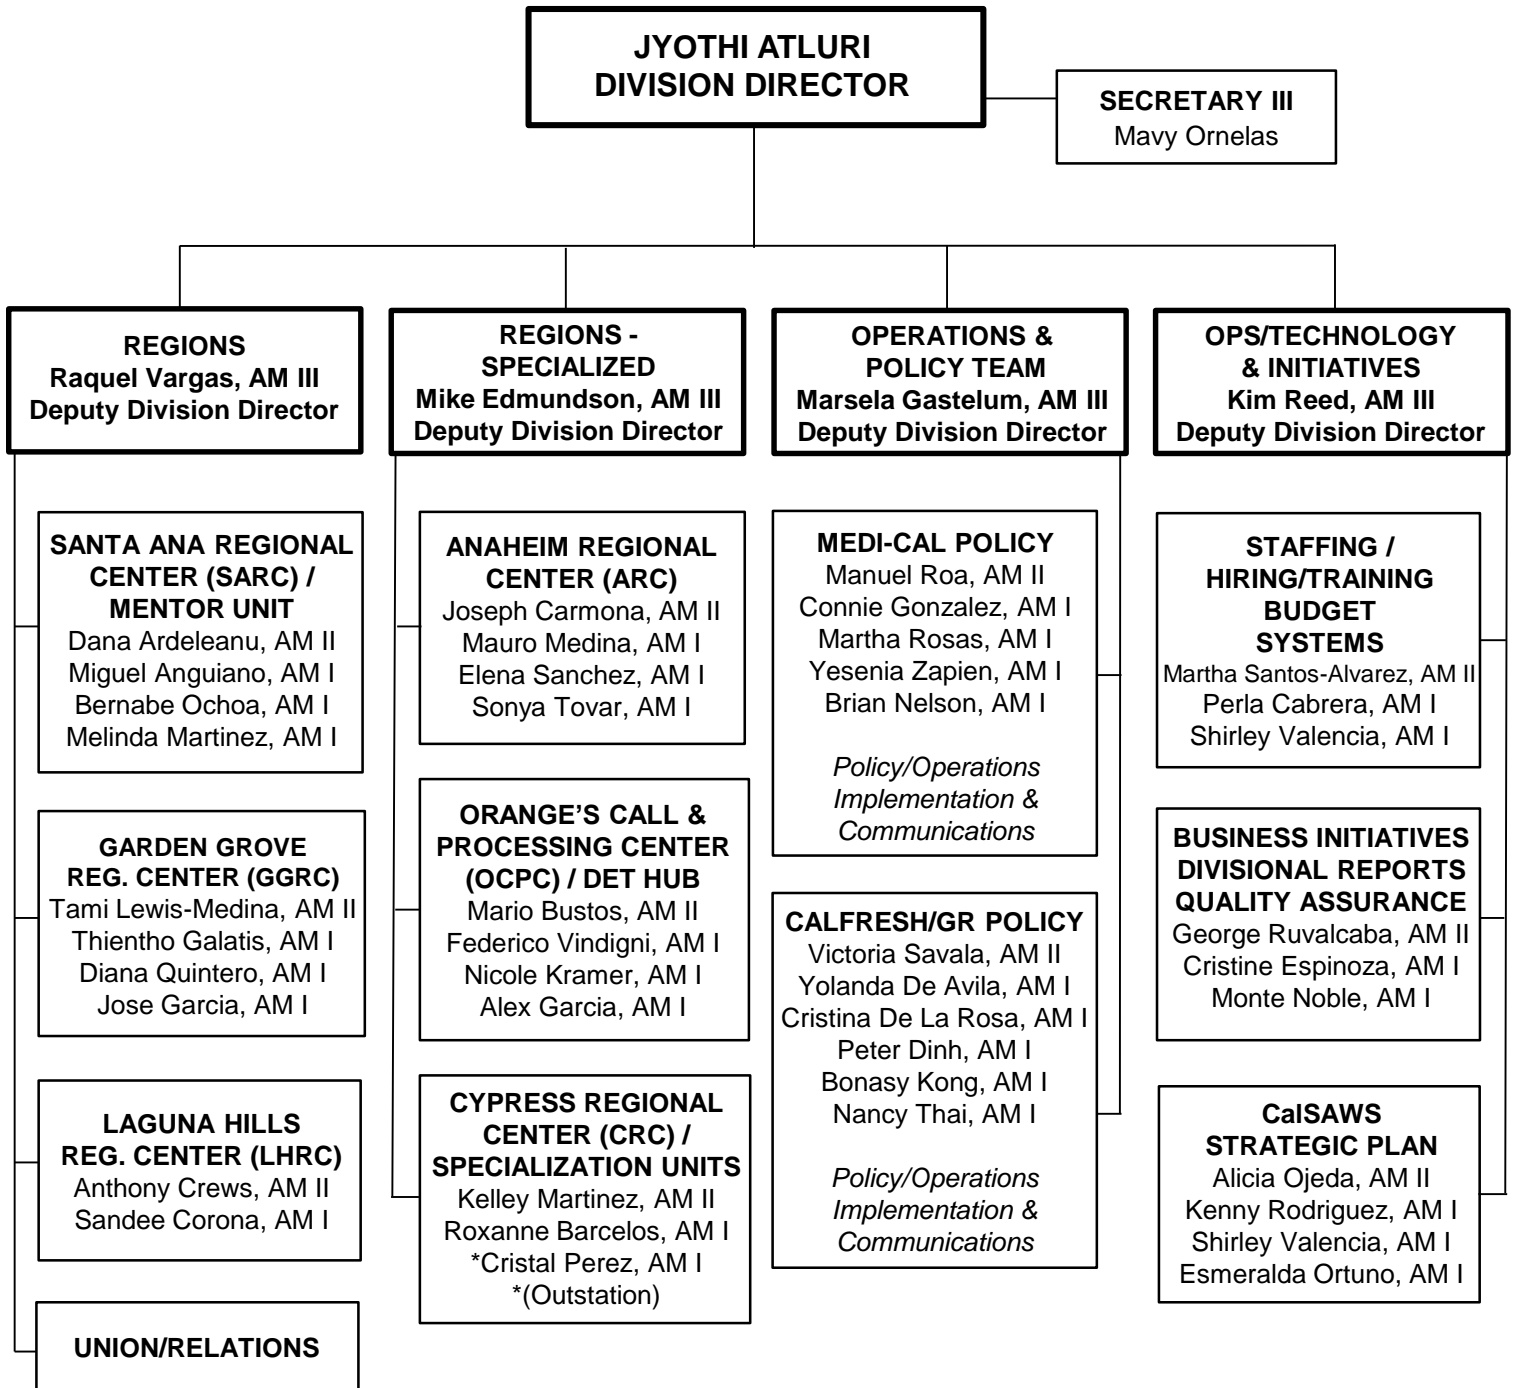 JYOTHI ATLURI
DIVISION DIRECTOR
SECRETARY III
Mavy Ornelas
REGIONS
Raquel Vargas, AM III
Deputy Division Director
SANTA ANA REGIONAL
CENTER (SARC) /
MENTOR UNIT
Dana Ardeleanu, AM II
Miguel Anguiano, AM I
Bernabe Ochoa, AM I
Melinda Martinez, AM I
GARDEN GROVE
REG. CENTER (GGRC)
Tami Lewis-Medina, AM II
Thientho Galatis, AM I
Diana Quintero, AM I
Jose Garcia, AM I
LAGUNA HILLS
REG. CENTER (LHRC)
Anthony Crews, AM II
Sandee Corona, AM I
UNION/RELATIONS
REGIONS -
SPECIALIZED
Mike Edmundson, AM III
Deputy Division Director
ANAHEIM REGIONAL
CENTER (ARC)
Joseph Carmona, AM II
Mauro Medina, AM I
Elena Sanchez, AM I
Sonya Tovar, AM I
ORANGE’S CALL &
PROCESSING CENTER
(OCPC) / DET HUB
Mario Bustos, AM II
Federico Vindigni, AM I
Nicole Kramer, AM I
Alex Garcia, AM I
CYPRESS REGIONAL
CENTER (CRC) /
SPECIALIZATION UNITS
Kelley Martinez, AM II
Roxanne Barcelos, AM I
*Cristal Perez, AM I
*(Outstation)
OPERATIONS &
POLICY TEAM
Marsela Gastelum, AM III
Deputy Division Director
MEDI-CAL POLICY
Manuel Roa, AM II
Connie Gonzalez, AM I
Martha Rosas, AM I
Yesenia Zapien, AM I
Brian Nelson, AM I
Policy/Operations
Implementation &
Communications
CALFRESH/GR POLICY
Victoria Savala, AM II
Yolanda De Avila, AM I
Cristina De La Rosa, AM I
Peter Dinh, AM I
Bonasy Kong, AM I
Nancy Thai, AM I
Policy/Operations
Implementation &
Communications
OPS/TECHNOLOGY
& INITIATIVES
Kim Reed, AM III
Deputy Division Director
STAFFING /
HIRING/TRAINING
BUDGET
SYSTEMS
Martha Santos-Alvarez, AM II
Perla Cabrera, AM I
Shirley Valencia, AM I
BUSINESS INITIATIVES
DIVISIONAL REPORTS
QUALITY ASSURANCE
George Ruvalcaba, AM II
Cristine Espinoza, AM I
Monte Noble, AM I
CalSAWS
STRATEGIC PLAN
Alicia Ojeda, AM II
Kenny Rodriguez, AM I
Shirley Valencia, AM I
Esmeralda Ortuno, AM I